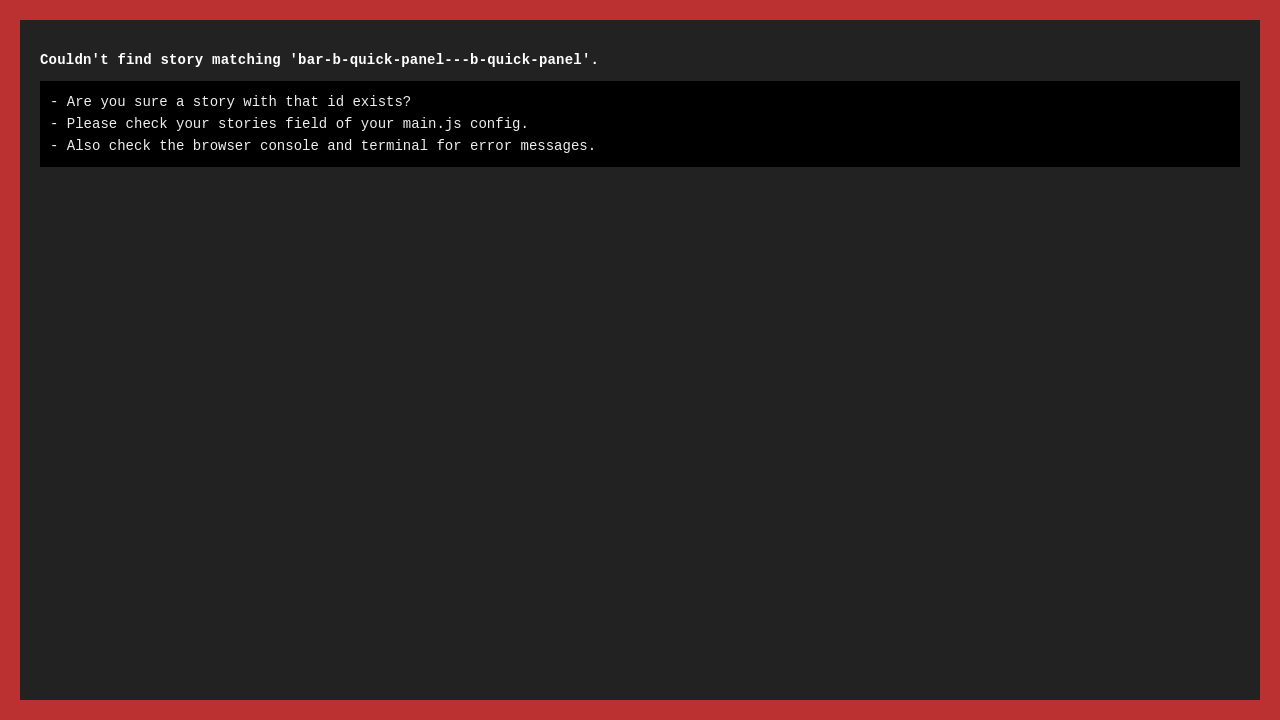 Couldn't find story matching 'bar-b-quick-panel---b-quick-panel'.
- Are you sure a story with that id exists?
- Please check your stories field of your main.js config.
- Also check the browser console and terminal for error messages.